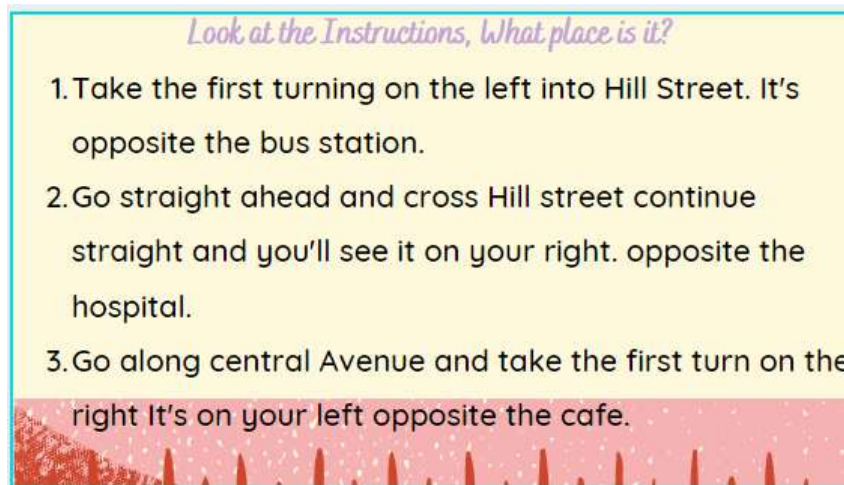 Look at the Instructions, What place is it?
1. Take the first turning on the left into Hill Street. It's
opposite the bus station.
2. Go straight ahead and cross Hill street continue
straight and you'll see it on your right. opposite the
hospital.
3. Go along central Avenue and take the first turn on the
right It's on your left opposite the cafe.